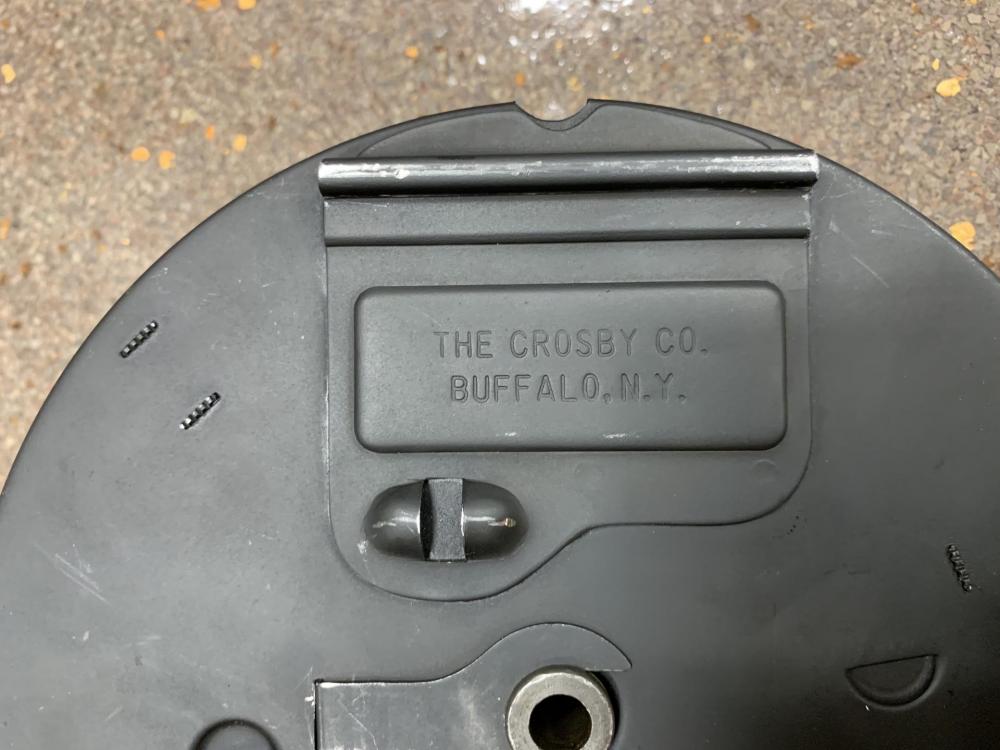 THE CROSBY CO.
BUFFALO, N.Y.